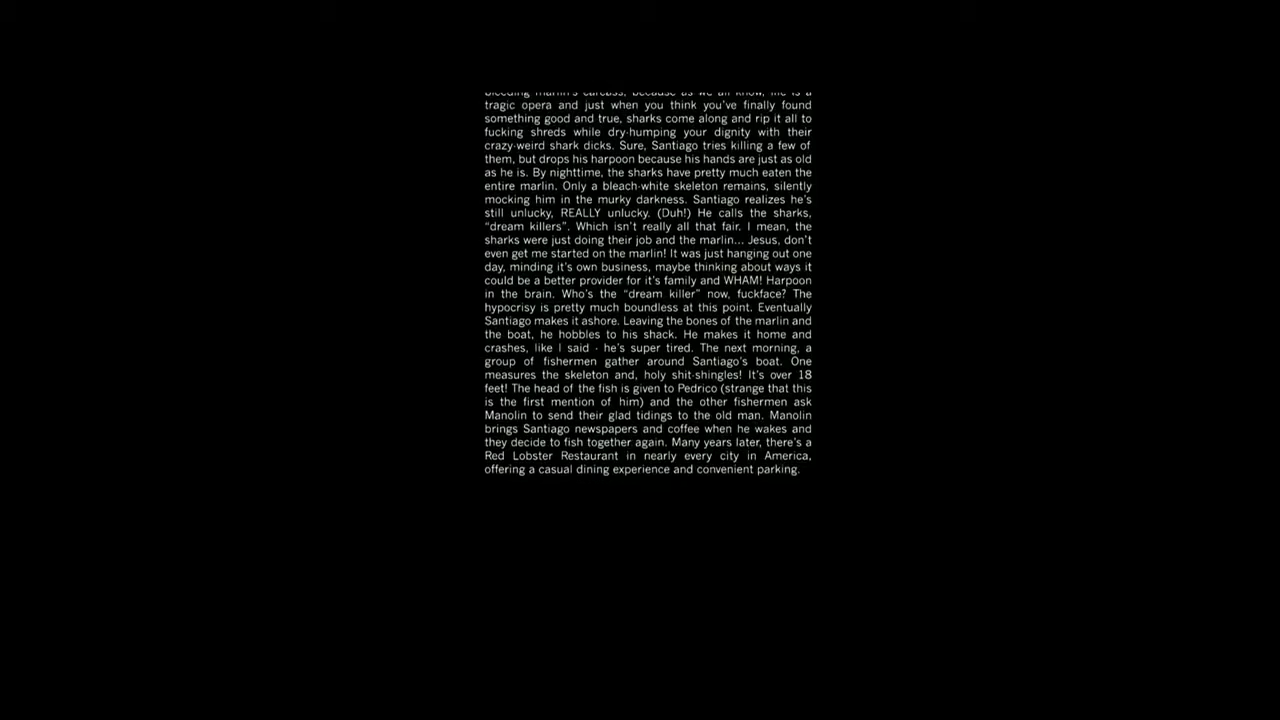 bleeding marlin's carcass, because as we all know, life is a
tragic opera and just when you think you've finally found
something good and true, sharks come along and rip it all to
fucking shreds while dry-humping your dignity with their
crazy-weird shark dicks. Sure, Santiago tries killing a few of
them, but drops his harpoon because his hands are just as old
as he is. By nighttime, the sharks have pretty much eaten the
entire marlin. Only a bleach-white skeleton remains, silently
mocking him in the murky darkness. Santiago realizes he's
still unlucky, REALLY unlucky. (Duh!) He calls the sharks,
“dream killers”. Which isn't really all that fair. I mean, the
sharks were just doing their job and the marlin... Jesus, don't
even get me started on the marlin! It was just hanging out one
day, minding it's own business, maybe thinking about ways it
could be a better provider for it's family and WHAM! Harpoon
in the brain. Who's the “dream killer” now, fuckface? The
hypocrisy is pretty much boundless at this point. Eventually
Santiago makes it ashore. Leaving the bones of the marlin and
the boat, he hobbles to his shack. He makes it home and
crashes, like I said - he's super tired. The next morning, a
group of fishermen gather around Santiago's boat. One
measures the skeleton and, holy shit-shingles! It's over 18
feet! The head of the fish is given to Pedrico (strange that this
is the first mention of him) and the other fishermen ask
Manolin to send their glad tidings to the old man. Manolin
brings Santiago newspapers and coffee when he wakes and
they decide to fish together again. Many years later, there's a
Red Lobster Restaurant in nearly every city in America,
offering a casual dining experience and convenient parking.